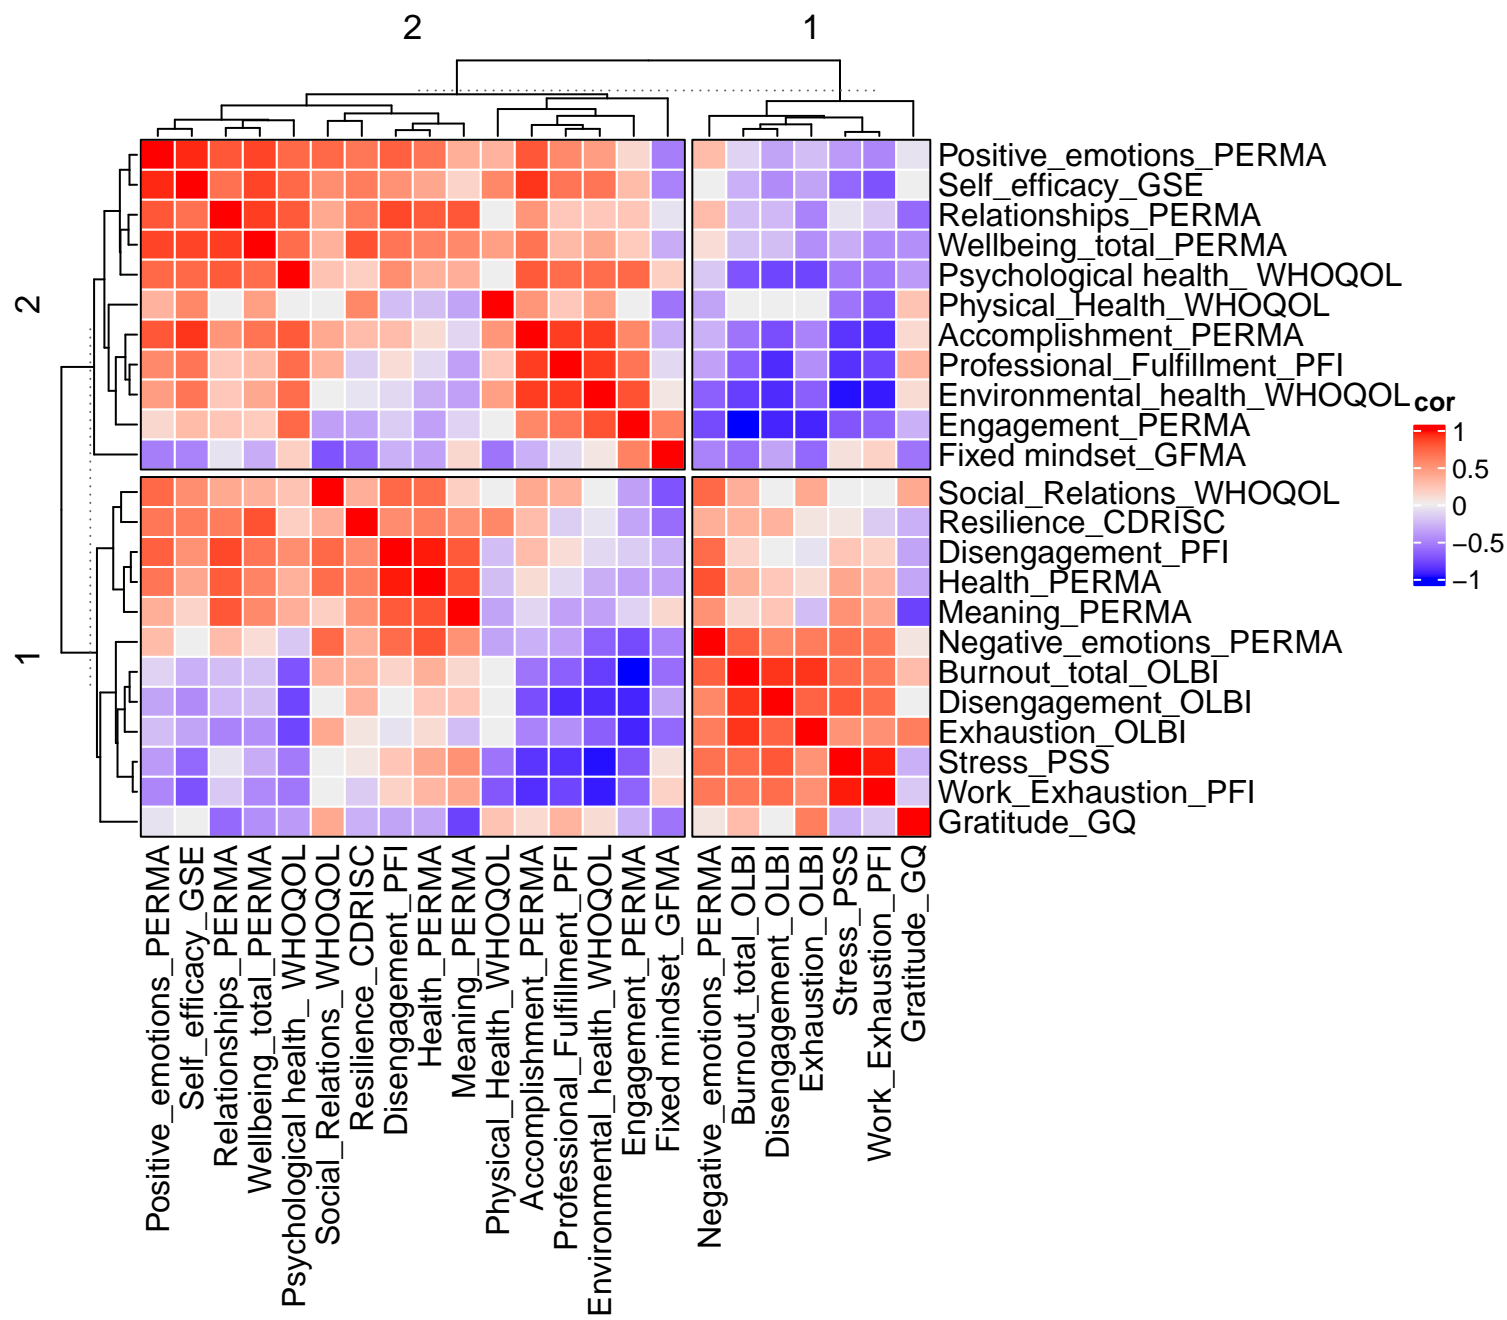 2
1
2
1
Positive_emotions_PERMA
Self_efficacy_GSE
Relationships_PERMA
Wellbeing_total_PERMA
Psychological health_ WHOQOL
Physical_Health_WHOQOL
Accomplishment_PERMA
Professional_Fulfillment_PFI
Environmental_health_WHOQOL
Engagement_PERMA
Fixed mindset_GFMA
Social_Relations_WHOQOL
Resilience_CDRISC
Disengagement_PFI
Health_PERMA
Meaning_PERMA
Negative_emotions_PERMA
Burnout_total_OLBI
Disengagement_OLBI
Exhaustion_OLBI
Stress_PSS
Work_Exhaustion_PFI
Gratitude_GQ
cor
1
0.5
0
−0.5
−1
Positive_emotions_PERMA
Self_efficacy_GSE
Relationships_PERMA
Wellbeing_total_PERMA
Psychological health_ WHOQOL
Social_Relations_WHOQOL
Resilience_CDRISC
Disengagement_PFI
Health_PERMA
Meaning_PERMA
Physical_Health_WHOQOL
Accomplishment_PERMA
Professional_Fulfillment_PFI
Environmental_health_WHOQOL
Engagement_PERMA
Fixed mindset_GFMA
Negative_emotions_PERMA
Burnout_total_OLBI
Disengagement_OLBI
Exhaustion_OLBI
Stress_PSS
Work_Exhaustion_PFI
Gratitude_GQ